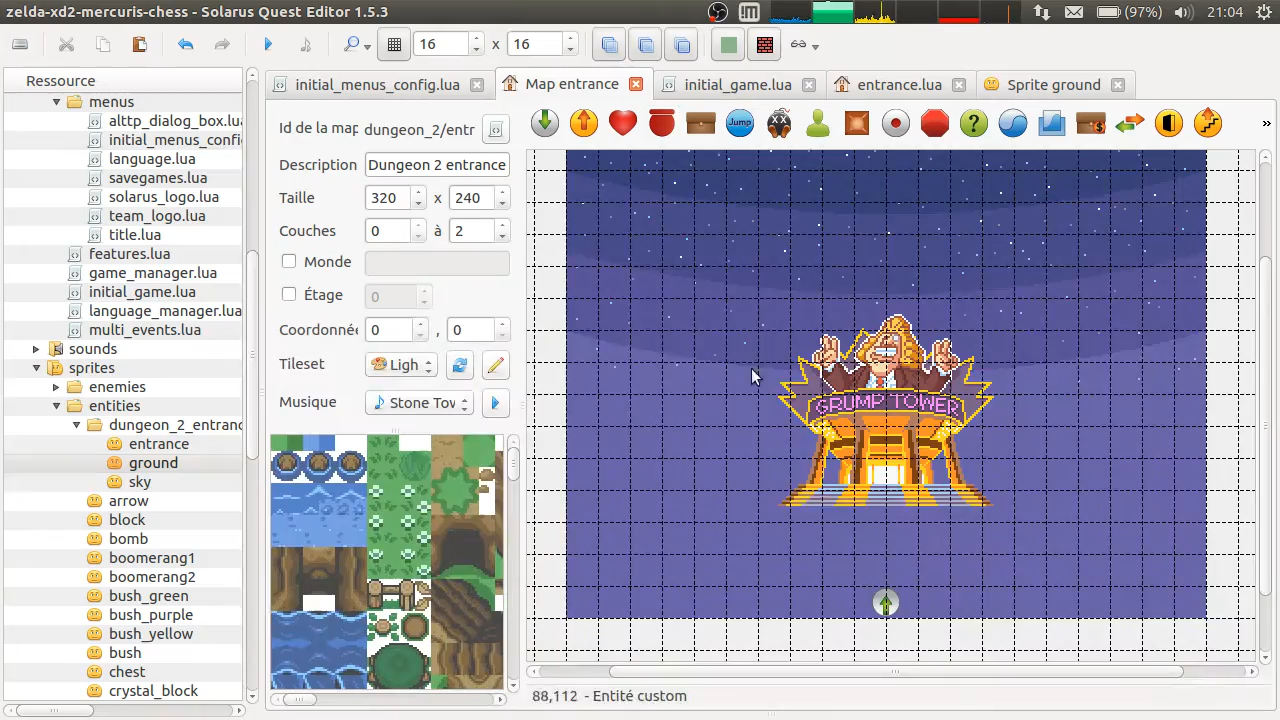 zelda-xd2-mercuris-chess - Solarus Quest Editor 1.5.3
(97%)
21:04
16 x 16
Ressource
menus
alttp_dialog_box.lua
initial_menus_confi
language.lua
savegames.lua
solarus_logo.lua
team_logo.lua
title.lua
features.lua
game_manager.lua
initial_game.lua
language_manager.lua
multi_events.lua
sounds
sprites
enemies
entities
dungeon_2_entranc
entrance
ground
sky
arrow
block
bomb
boomerang1
boomerang2
bush_green
bush_purple
bush_yellow
bush
chest
crystal_block
initial_menus_config.lua
Map entrance
initial_game.lua
entrance.lua
Sprite ground
Id de la map dungeon_2/entr
Description Dungeon 2 entrance
Taille 320 x 240
Couches 0 à 2
Monde
Étage 0
Coordonnée 0 , 0
Tileset Ligh
Musique Stone Tov
Jump
»
GRUMP TOWER
88,112 - Entité custom